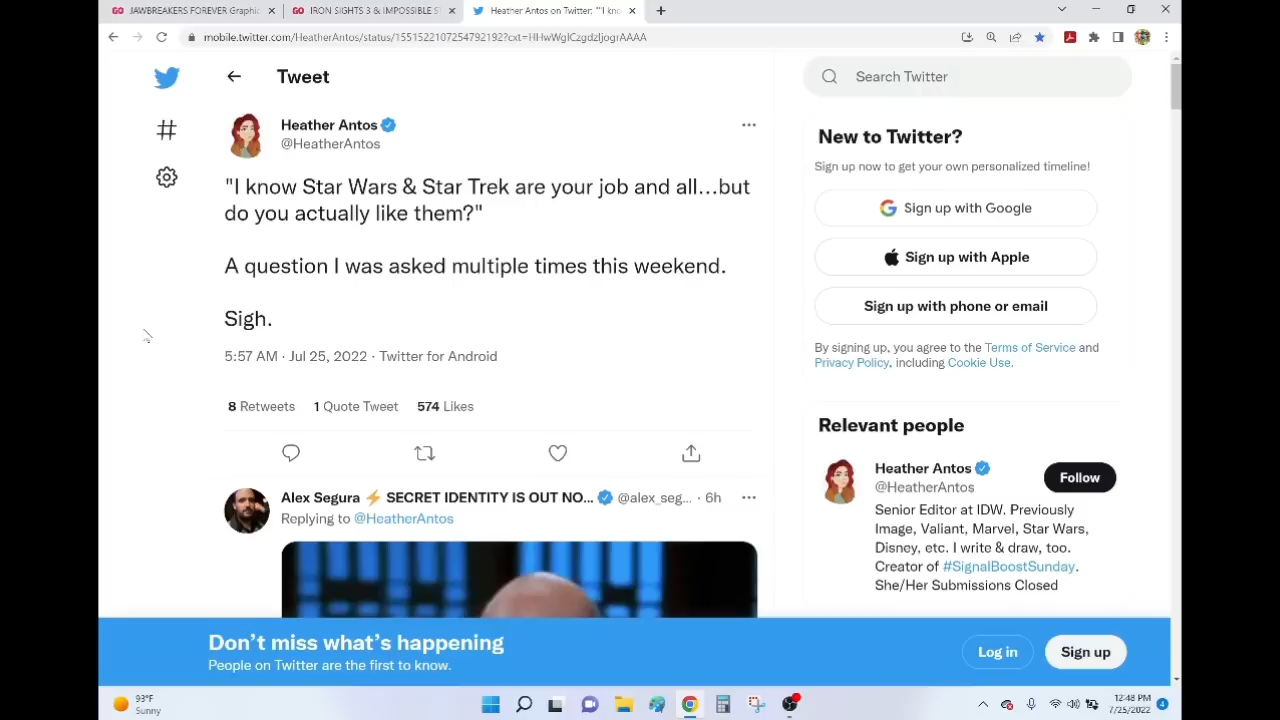 JAWBREAKERS FOREVER Graphic
IRON SIGHTS 3 & IMPOSSIBLE S
Heather Antos on Twitter: "'I kno
mobile.twitter.com/HeatherAntos/status/1551522107254792192?cxt=HHwWgICzgdzljogrAAAA
Tweet
Search Twitter
Heather Antos
@HeatherAntos
"I know Star Wars & Star Trek are your job and all...but
do you actually like them?"
A question I was asked multiple times this weekend.
Sigh.
5:57 AM · Jul 25, 2022 · Twitter for Android
8 Retweets 1 Quote Tweet 574 Likes
Alex Segura ⚡ SECRET IDENTITY IS OUT NO... @alex_seg... · 6h
Replying to @HeatherAntos
New to Twitter?
Sign up now to get your own personalized timeline!
Sign up with Google
Sign up with Apple
Sign up with phone or email
By signing up, you agree to the Terms of Service and
Privacy Policy, including Cookie Use.
Relevant people
Heather Antos
@HeatherAntos
Follow
Senior Editor at IDW. Previously
Image, Valiant, Marvel, Star Wars,
Disney, etc. I write & draw, too.
Creator of #SignalBoostSunday.
She/Her Submissions Closed
Don't miss what's happening
People on Twitter are the first to know.
Log in
Sign up
93°F
Sunny
12:48 PM
7/25/2022
4